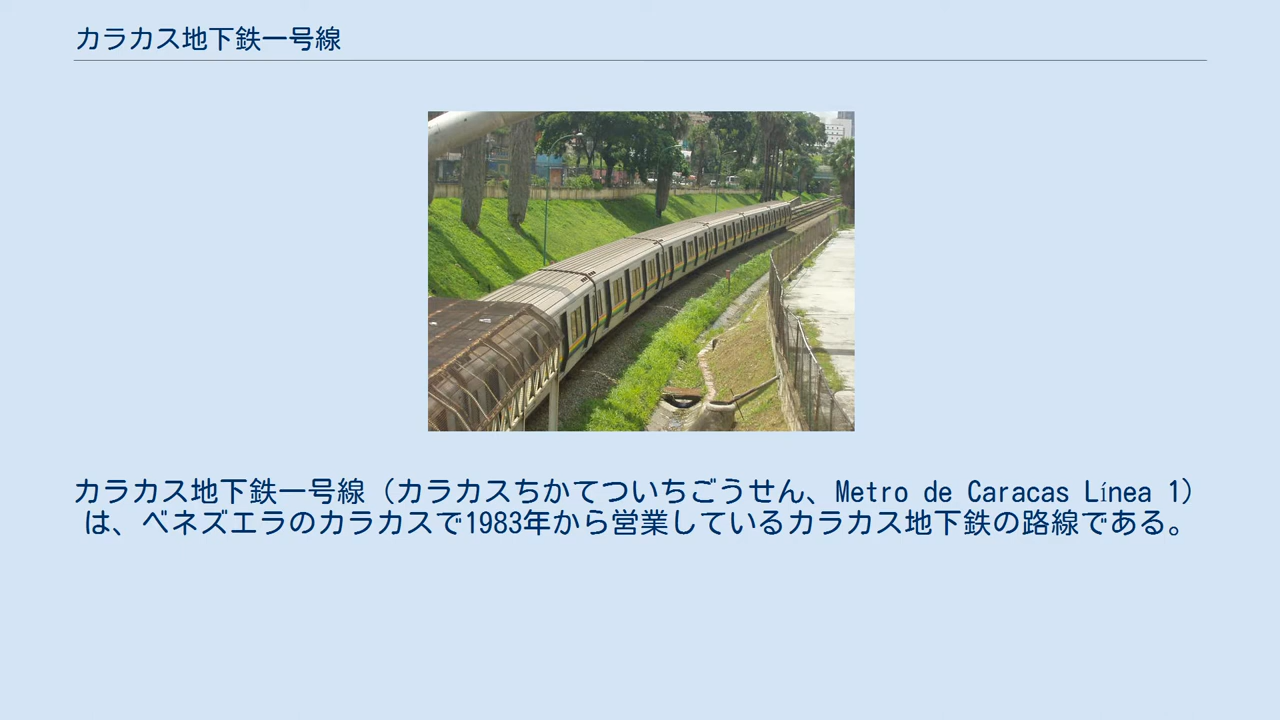 カラカス地下鉄一号線
カラカス地下鉄一号線（カラカスちかてついちごうせん、Metro de Caracas Línea 1）
は、ベネズエラのカラカスで1983年から営業しているカラカス地下鉄の路線である。